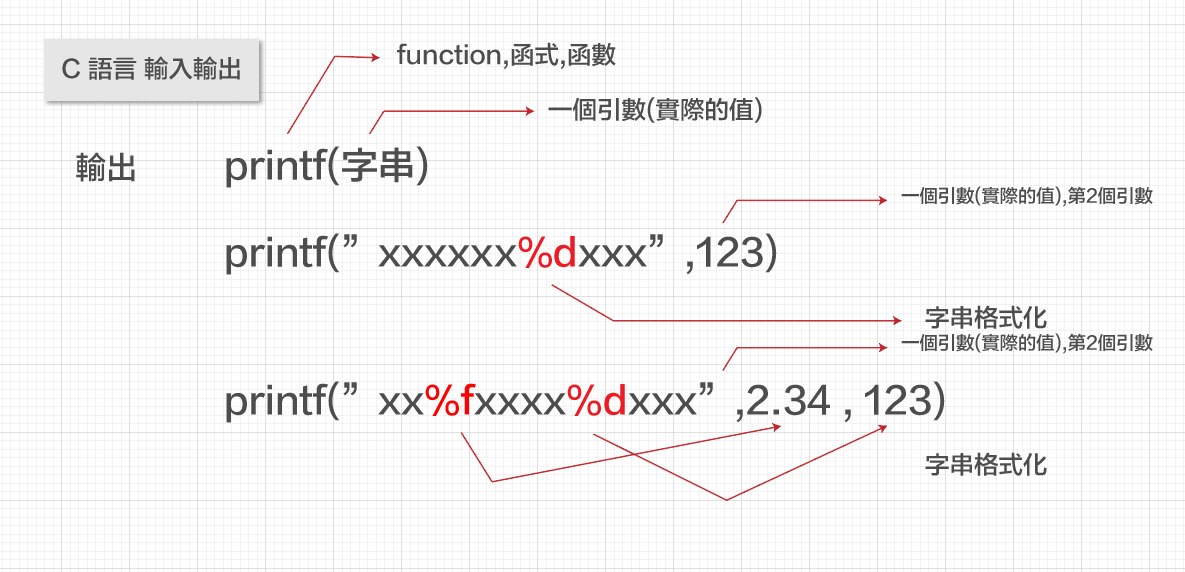 function,函式,函數
C 語言 輸入輸出
一個引數(實際的值)
輸出 printf(字串)
一個引數(實際的值),第2個引數
printf(” xxxxxx%dxxx” ,123)
字串格式化
一個引數(實際的值),第2個引數
printf(” xx%fxxxx%dxxx” ,2.34 , 123)
字串格式化